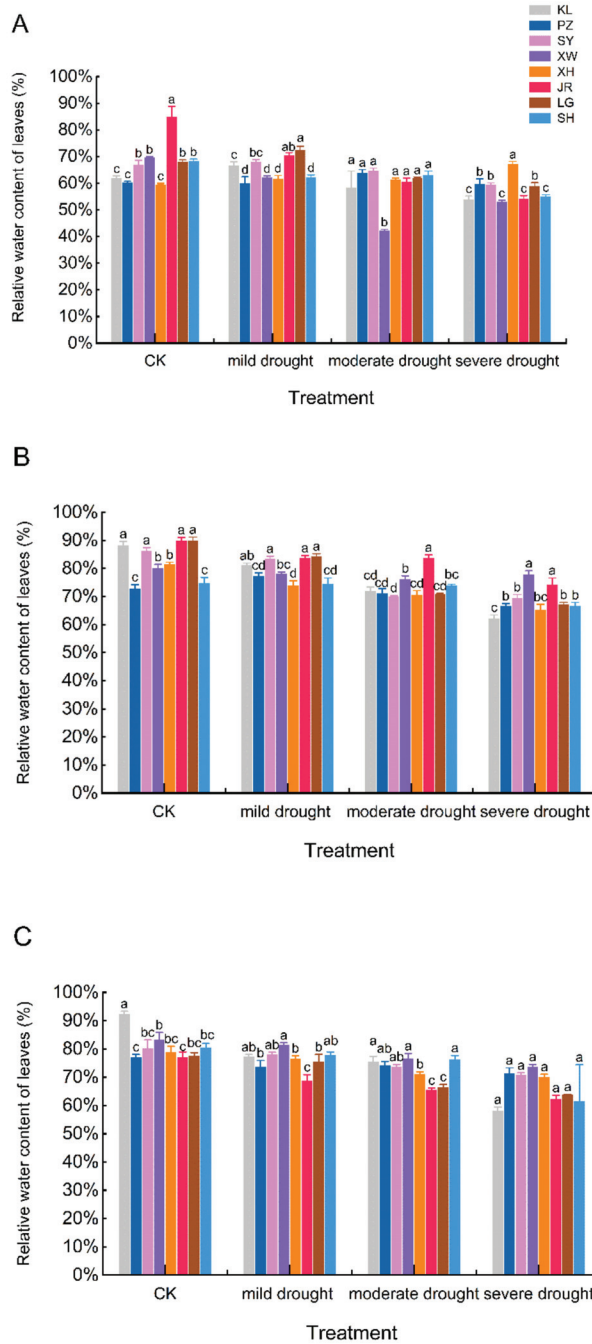 A
KL
PZ
SY
XW
XH
JR
LG
SH
Relative water content of leaves (%)
100%
90%
80%
70%
60%
50%
40%
30%
20%
10%
0%
c c b b c a b b
c d bc d d ab a d
a a a b a a a a
c b b c a c b c
CK mild drought moderate drought severe drought
Treatment
B
Relative water content of leaves (%)
100%
90%
80%
70%
60%
50%
40%
30%
20%
10%
0%
a c a b b a a c
ab cd a bc d a a cd
cd cd d b cd a cd bc
c b b a bc a b b
CK mild drought moderate drought severe drought
Treatment
C
Relative water content of leaves (%)
100%
90%
80%
70%
60%
50%
40%
30%
20%
10%
0%
a c bc b bc c bc bc
ab b ab a ab c b ab
a ab ab a b c c a
a a a a a a a a
CK mild drought moderate drought severe drought
Treatment